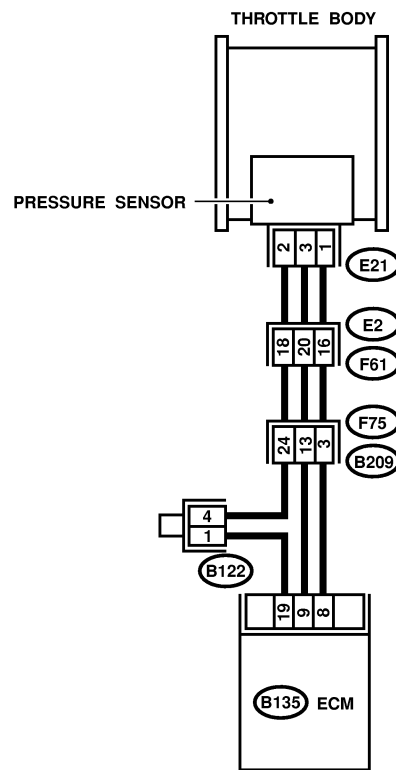 THROTTLE BODY
PRESSURE SENSOR
2 3 1
E21
E2
18 20 16
F61
F75
24 13 3
B209
4
1
B122
19 9 8
B135 ECM